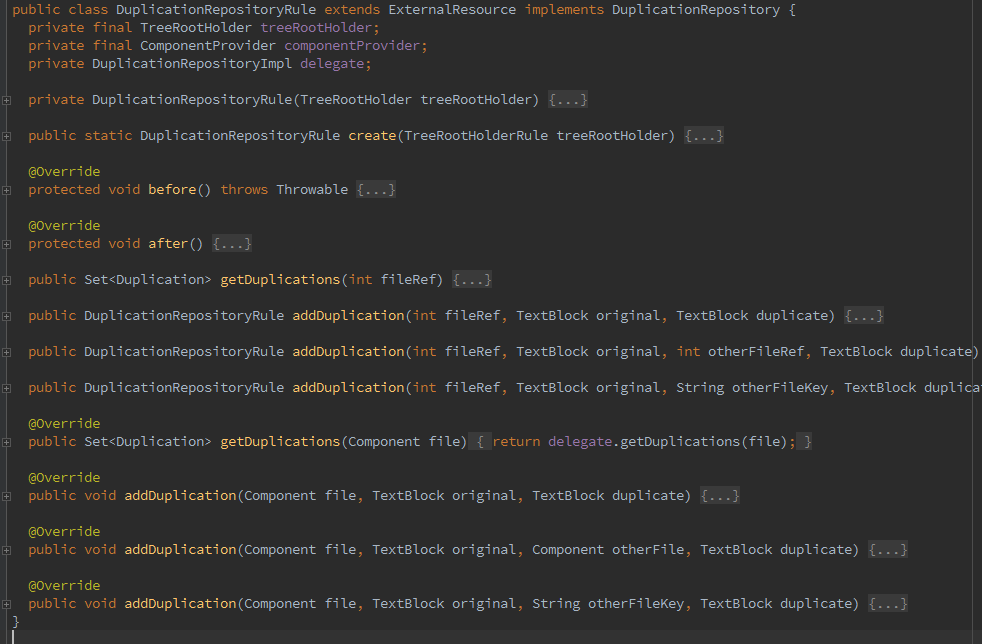 public class DuplicationRepositoryRule extends ExternalResource implements DuplicationRepository {
private final TreeRootHolder treeRootHolder;
private final ComponentProvider componentProvider;
private DuplicationRepositoryImpl delegate;
private DuplicationRepositoryRule(TreeRootHolder treeRootHolder) {...}
public static DuplicationRepositoryRule create(TreeRootHolderRule treeRootHolder) {...}
@Override
protected void before() throws Throwable {...}
@Override
protected void after() {...}
public Set<Duplication> getDuplications(int fileRef) {...}
public DuplicationRepositoryRule addDuplication(int fileRef, TextBlock original, TextBlock duplicate) {...}
public DuplicationRepositoryRule addDuplication(int fileRef, TextBlock original, int otherFileRef, TextBlock duplicate)
public DuplicationRepositoryRule addDuplication(int fileRef, TextBlock original, String otherFileKey, TextBlock duplica
@Override
public Set<Duplication> getDuplications(Component file) { return delegate.getDuplications(file); }
@Override
public void addDuplication(Component file, TextBlock original, TextBlock duplicate) {...}
@Override
public void addDuplication(Component file, TextBlock original, Component otherFile, TextBlock duplicate) {...}
@Override
public void addDuplication(Component file, TextBlock original, String otherFileKey, TextBlock duplicate) {...}
}